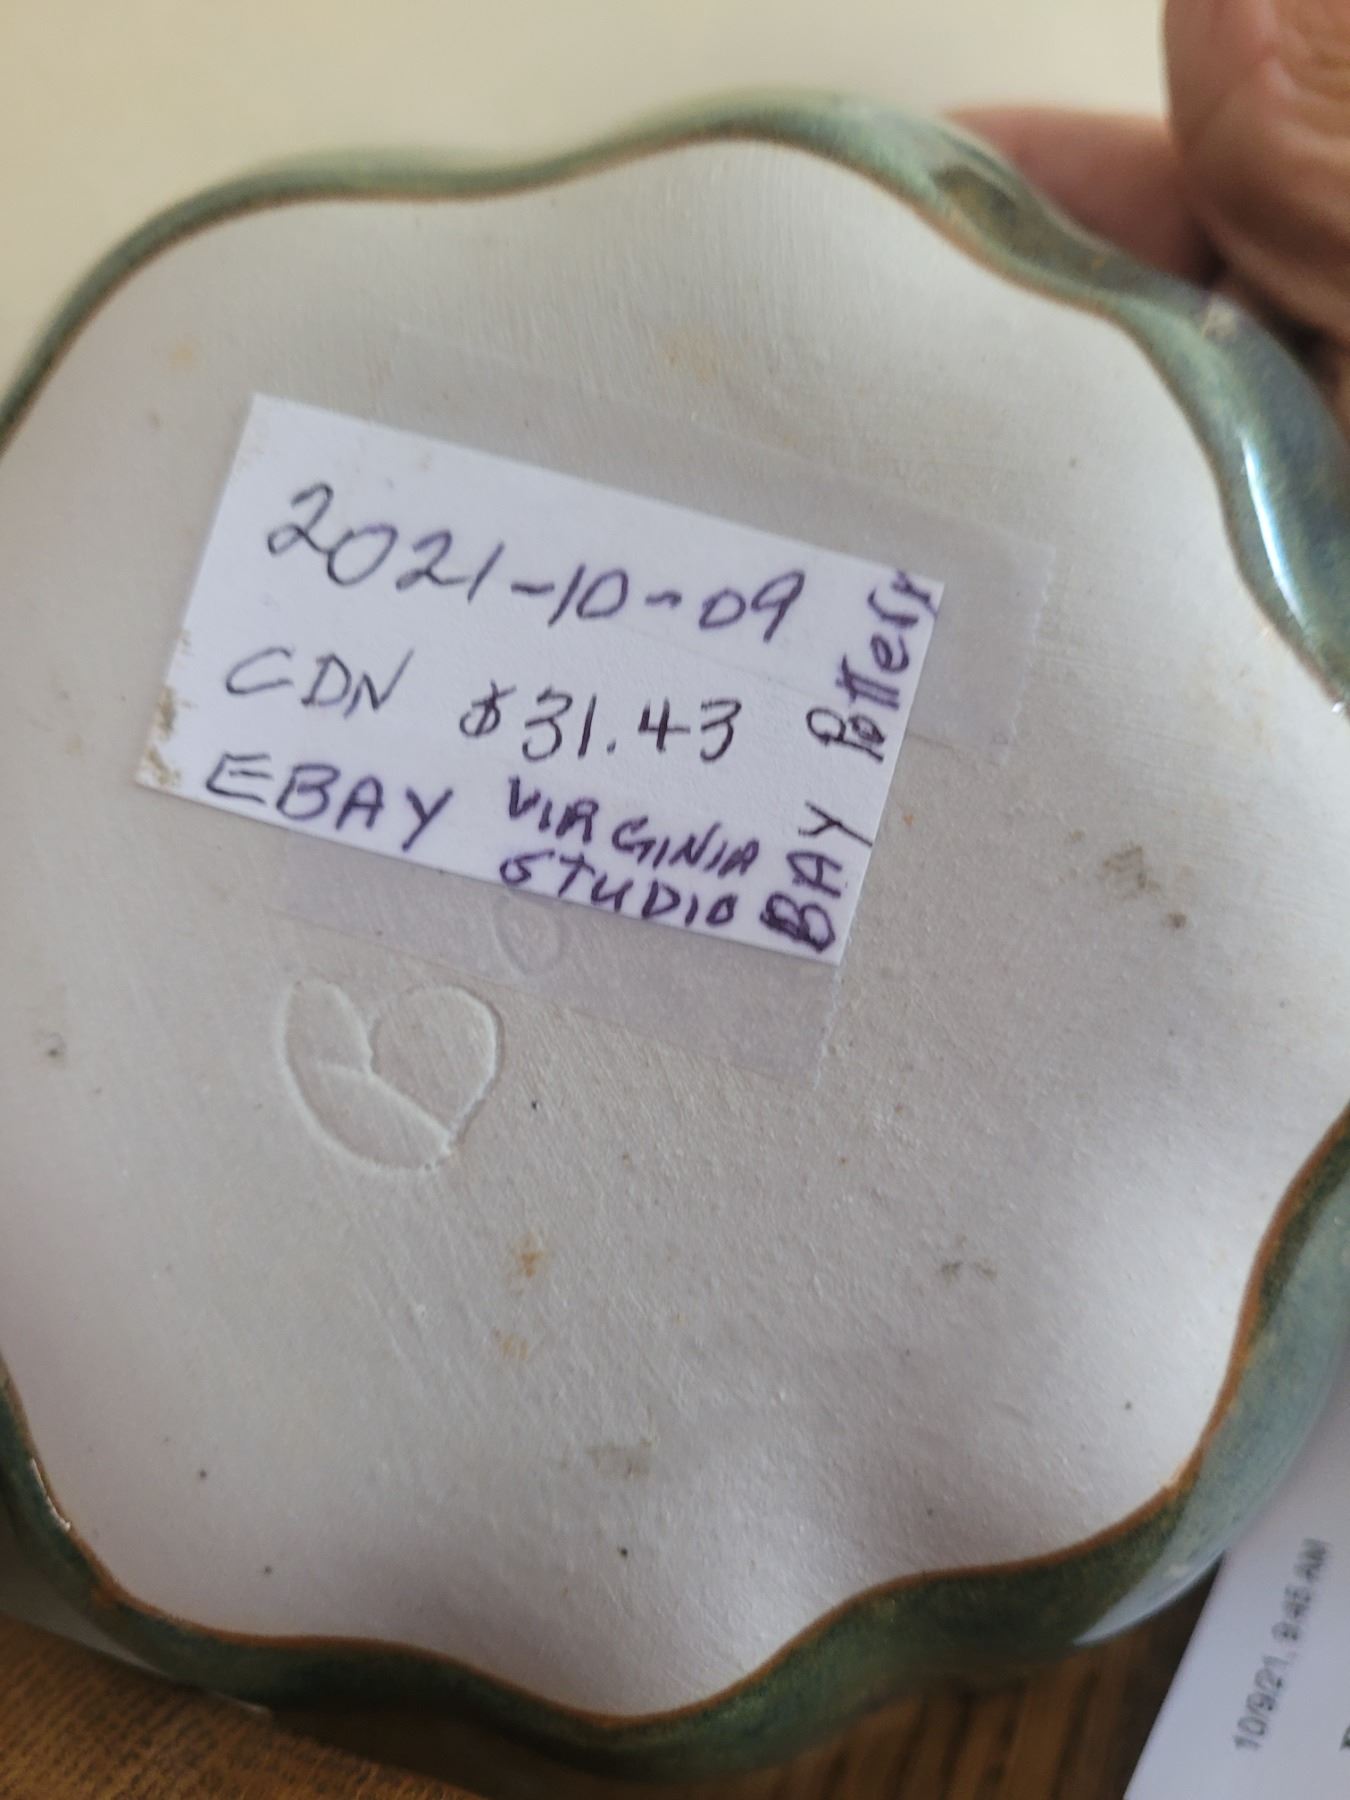 2021-10-09
CDN $31.43
EBAY VIRGINIA
STUDIO
BAY Pottery
10/9/21, 9:45 AM